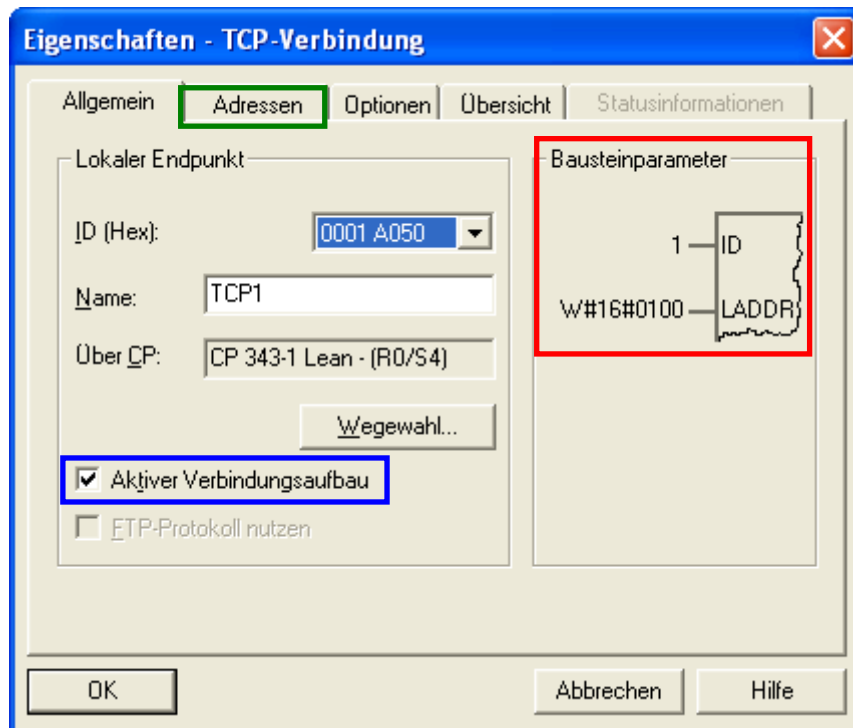 Eigenschaften - TCP-Verbindung
Allgemein Adressen Optionen Übersicht Statusinformationen
Lokaler Endpunkt
ID (Hex): 0001 A050
Name: TCP1
Über CP: CP 343-1 Lean - (R0/S4)
Wegewahl...
Aktiver Verbindungsaufbau
FTP-Protokoll nutzen
Bausteinparameter
1 ID
W#16#0100 LADDR
OK Abbrechen Hilfe